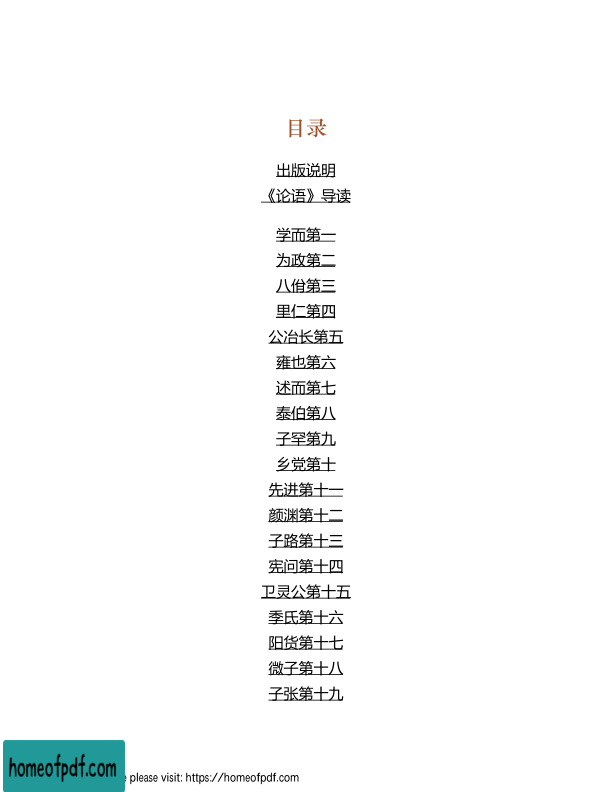 目录
出版说明
《论语》导读
学而第一
为政第二
八佾第三
里仁第四
公冶长第五
雍也第六
述而第七
泰伯第八
子罕第九
乡党第十
先进第十一
颜渊第十二
子路第十三
宪问第十四
卫灵公第十五
季氏第十六
阳货第十七
微子第十八
子张第十九
homeofpdf.com
please visit: https://homeofpdf.com